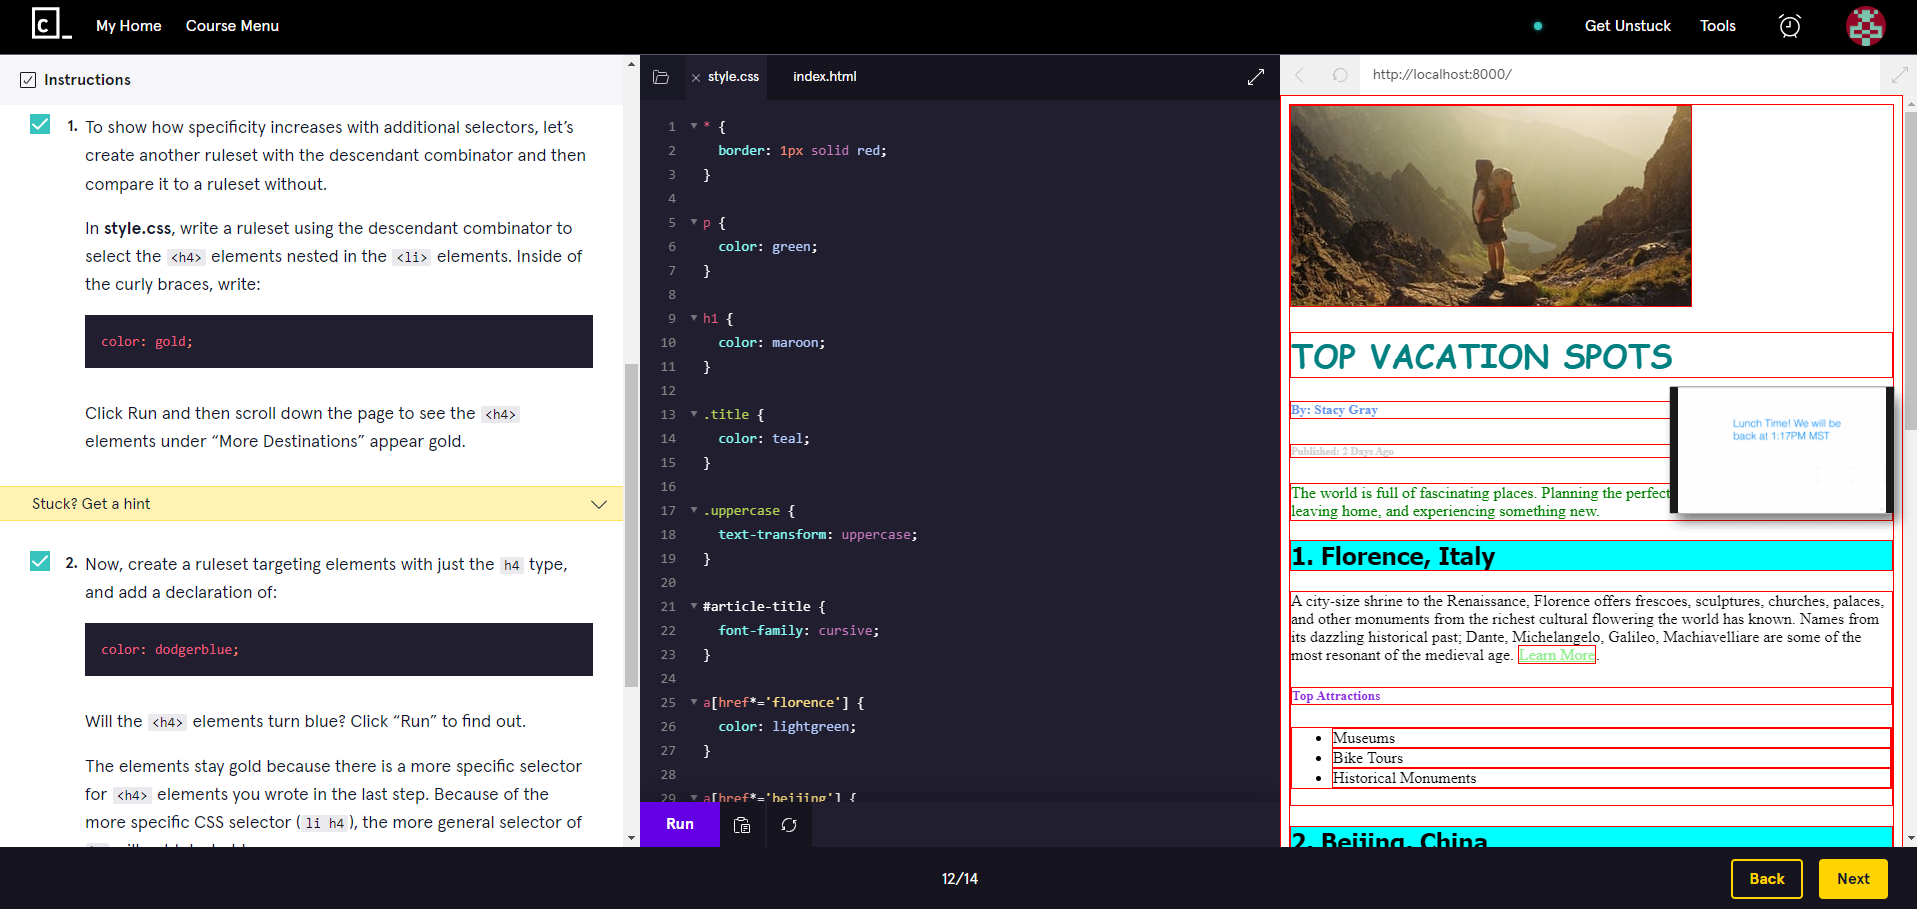 C_
My Home
Course Menu
Get Unstuck
Tools
Instructions
1. To show how specificity increases with additional selectors, let's
create another ruleset with the descendant combinator and then
compare it to a ruleset without.
In style.css, write a ruleset using the descendant combinator to
select the <h4> elements nested in the <li> elements. Inside of
the curly braces, write:
color: gold;
Click Run and then scroll down the page to see the <h4>
elements under “More Destinations” appear gold.
Stuck? Get a hint
2. Now, create a ruleset targeting elements with just the h4 type,
and add a declaration of:
color: dodgerblue;
Will the <h4> elements turn blue? Click “Run” to find out.
The elements stay gold because there is a more specific selector
for <h4> elements you wrote in the last step. Because of the
more specific CSS selector (li h4), the more general selector of
style.css
index.html
1 * {
2 border: 1px solid red;
3 }
4
5 p {
6 color: green;
7 }
8
9 h1 {
10 color: maroon;
11 }
12
13 .title {
14 color: teal;
15 }
16
17 .uppercase {
18 text-transform: uppercase;
19 }
20
21 #article-title {
22 font-family: cursive;
23 }
24
25 a[href*='florence'] {
26 color: lightgreen;
27 }
28
29 a[href*='beijing'] {
Run
http://localhost:8000/
TOP VACATION SPOTS
By: Stacy Gray
Published: 2 Days Ago
Lunch Time! We will be
back at 1:17PM MST
The world is full of fascinating places. Planning the perfect
leaving home, and experiencing something new.
1. Florence, Italy
A city-size shrine to the Renaissance, Florence offers frescoes, sculptures, churches, palaces,
and other monuments from the richest cultural flowering the world has known. Names from
its dazzling historical past; Dante, Michelangelo, Galileo, Machiavelliare are some of the
most resonant of the medieval age. Learn More.
Top Attractions
Museums
Bike Tours
Historical Monuments
2. Beijing, China
12/14
Back
Next